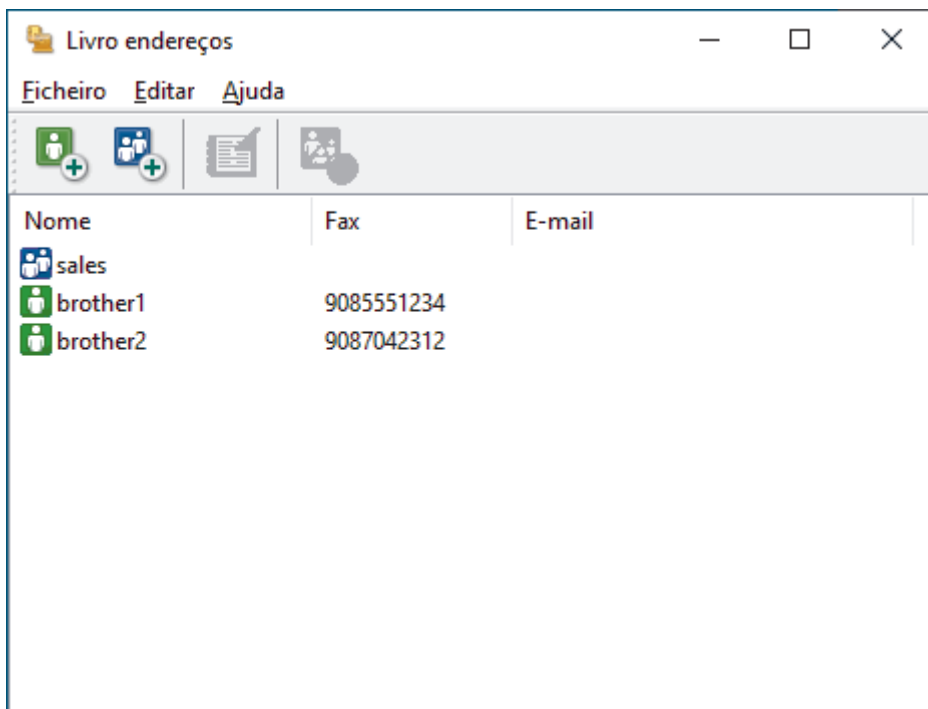 Livro endereços
Ficheiro Editar Ajuda
Nome Fax E-mail
sales
brother1 9085551234
brother2 9087042312